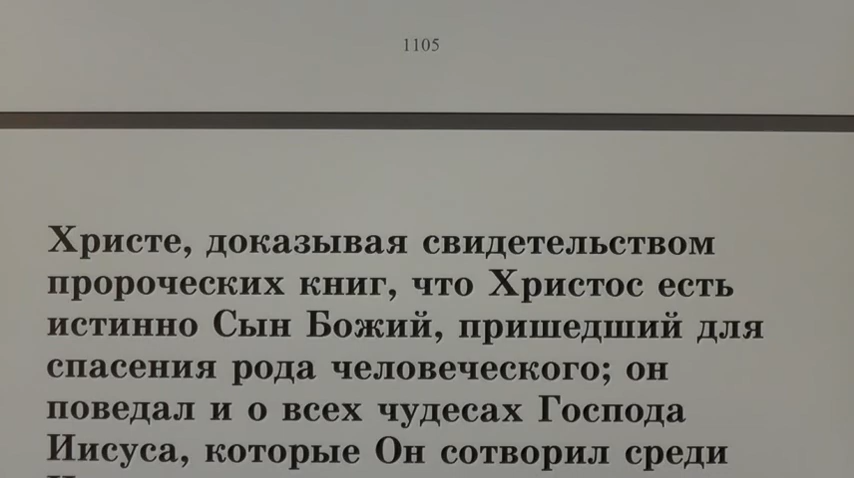 1105
Христе, доказывая свидетельством
пророческих книг, что Христос есть
истинно Сын Божий, пришедший для
спасения рода человеческого; он
поведал и о всех чудесах Господа
Иисуса, которые Он сотворил среди